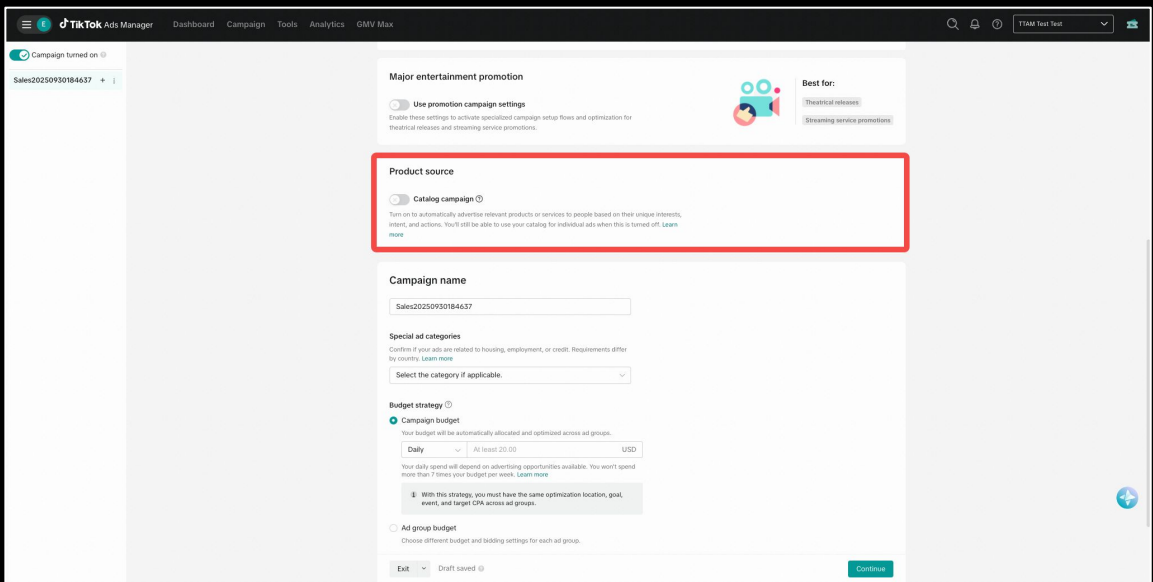 E TikTok Ads Manager Dashboard Campaign Tools Analytics GMV Max TTAM Test Test
Campaign turned on
Sales20250930184637
Major entertainment promotion
Use promotion campaign settings
Enable these settings to activate specialized campaign setup flows and optimization for
theatrical releases and streaming service promotions.
Best for:
Theatrical releases
Streaming service promotions
Product source
Catalog campaign
Turn on to automatically advertise relevant products or services to people based on their unique interests,
intent, and actions. You'll still be able to use your catalog for individual ads when this is turned off. Learn
more
Campaign name
Sales20250930184637
Special ad categories
Confirm if your ads are related to housing, employment, or credit. Requirements differ
by country. Learn more
Select the category if applicable.
Budget strategy
Campaign budget
Your budget will be automatically allocated and optimized across ad groups.
Daily At least 20.00 USD
Your daily spend will depend on advertising opportunities available. You won't spend
more than 7 times your budget per week. Learn more
With this strategy, you must have the same optimization location, goal,
event, and target CPA across ad groups.
Ad group budget
Choose different budget and bidding settings for each ad group.
Exit Draft saved Continue